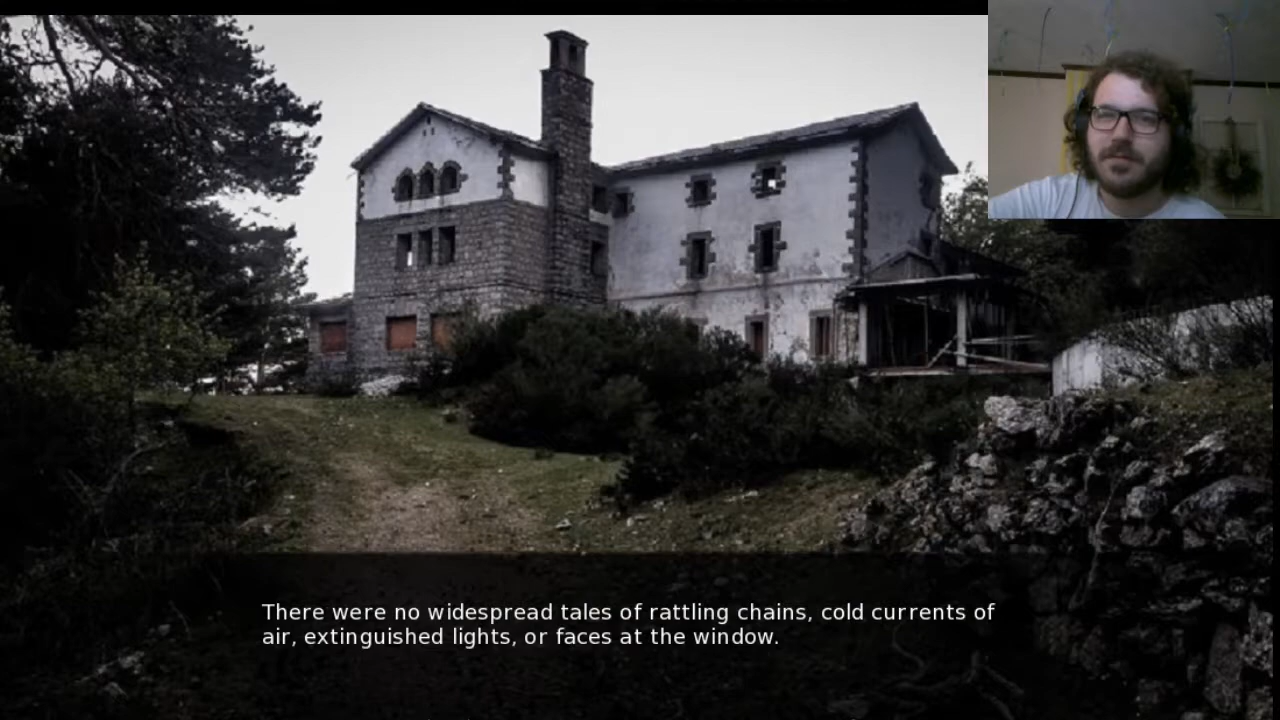 There were no widespread tales of rattling chains, cold currents of
air, extinguished lights, or faces at the window.